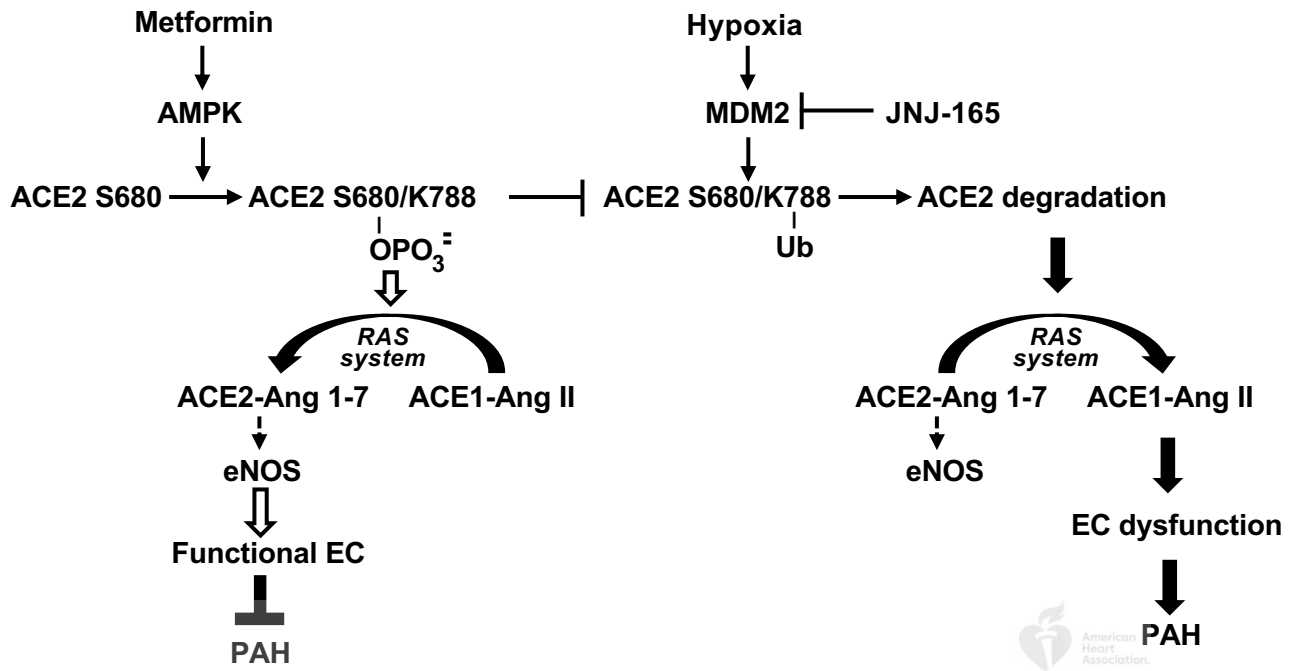 Metformin
Hypoxia
AMPK
MDM2
JNJ-165
ACE2 S680
ACE2 S680/K788
ACE2 S680/K788
ACE2 degradation
OPO3=
Ub
RAS
system
RAS
system
ACE2-Ang 1-7
ACE1-Ang II
ACE2-Ang 1-7
ACE1-Ang II
eNOS
eNOS
Functional EC
EC dysfunction
PAH
PAH
American
Heart
Association.